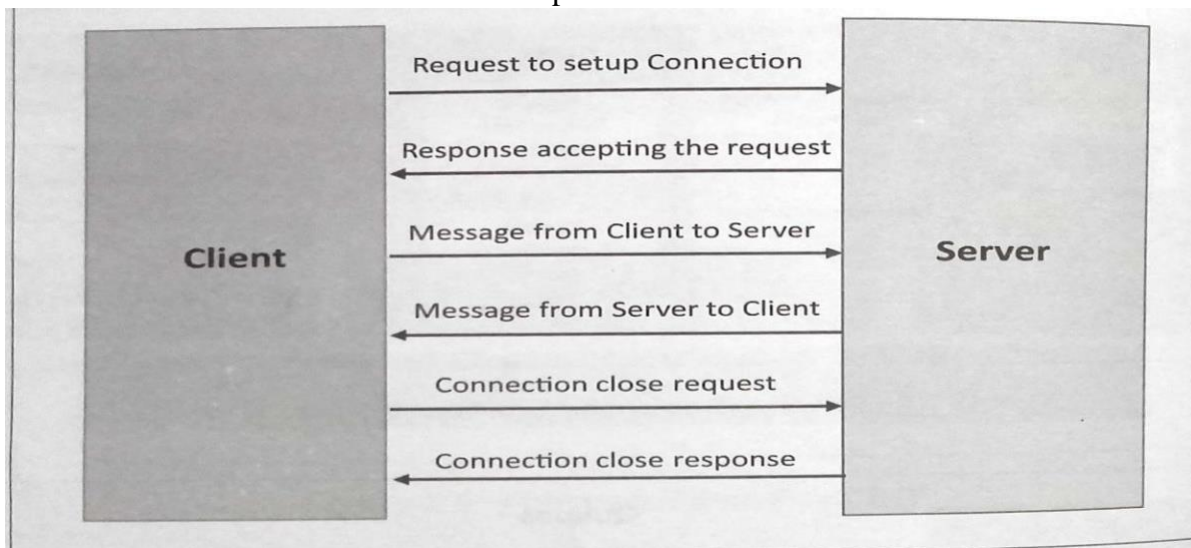 Request to setup Connection
Response accepting the request
Message from Client to Server
Client
Server
Message from Server to Client
Connection close request
Connection close response